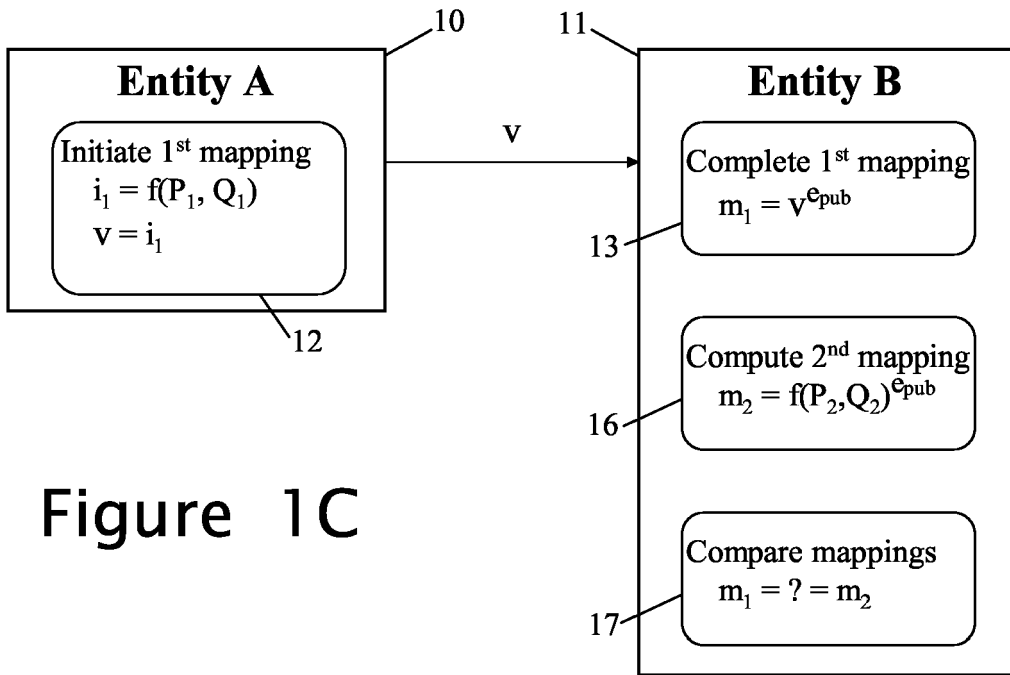 10
11
Entity A
Initiate 1st mapping
i1 = f(P1, Q1)
v = i1
12
v
Entity B
Complete 1st mapping
m1 = v^epub
13
Compute 2nd mapping
m2 = f(P2,Q2)^epub
16
Compare mappings
m1 = ? = m2
17
Figure 1C